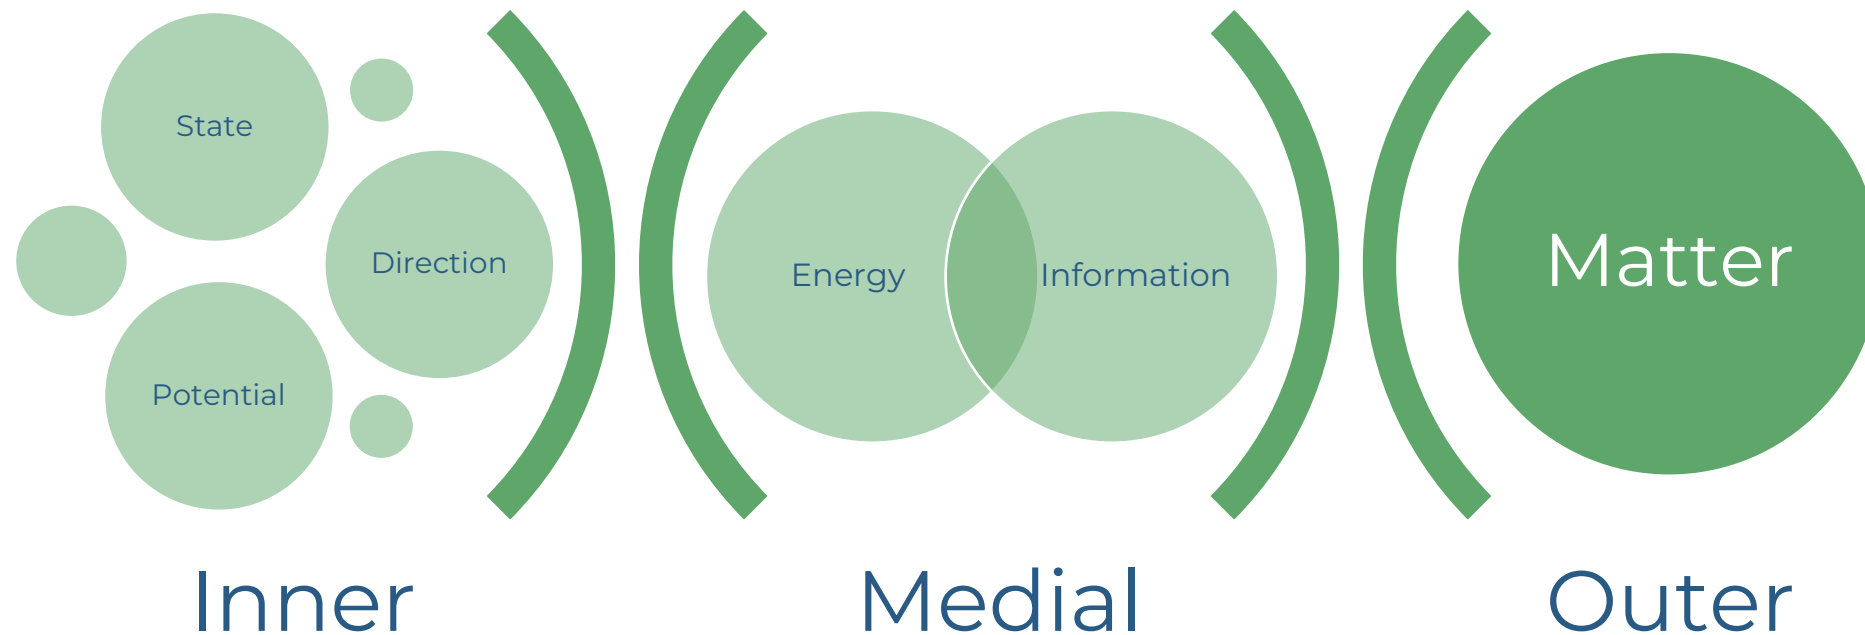 State
Direction
Potential
Energy
Information
Matter
Inner
Medial
Outer